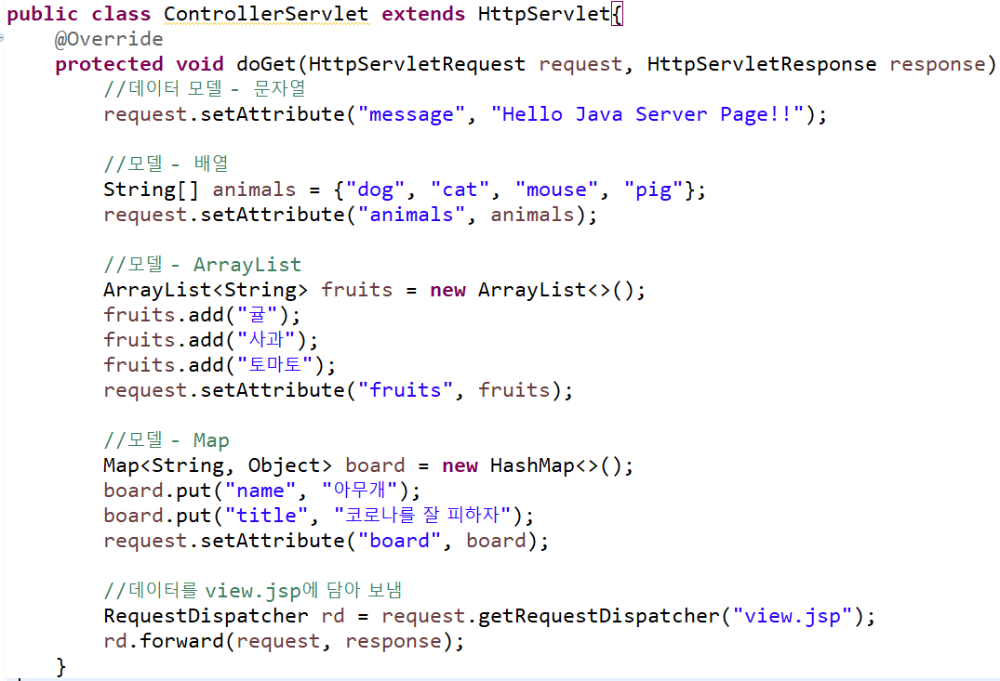 public class ControllerServlet extends HttpServlet{
@Override
protected void doGet(HttpServletRequest request, HttpServletResponse response)
//데이터 모델 - 문자열
request.setAttribute("message", "Hello Java Server Page!!");
//모델 - 배열
String[] animals = {"dog", "cat", "mouse", "pig"};
request.setAttribute("animals", animals);
//모델 - ArrayList
ArrayList<String> fruits = new ArrayList<>();
fruits.add("귤");
fruits.add("사과");
fruits.add("토마토");
request.setAttribute("fruits", fruits);
//모델 - Map
Map<String, Object> board = new HashMap<>();
board.put("name", "아무개");
board.put("title", "코로나를 잘 피하자");
request.setAttribute("board", board);
//데이터를 view.jsp에 담아 보냄
RequestDispatcher rd = request.getRequestDispatcher("view.jsp");
rd.forward(request, response);
}